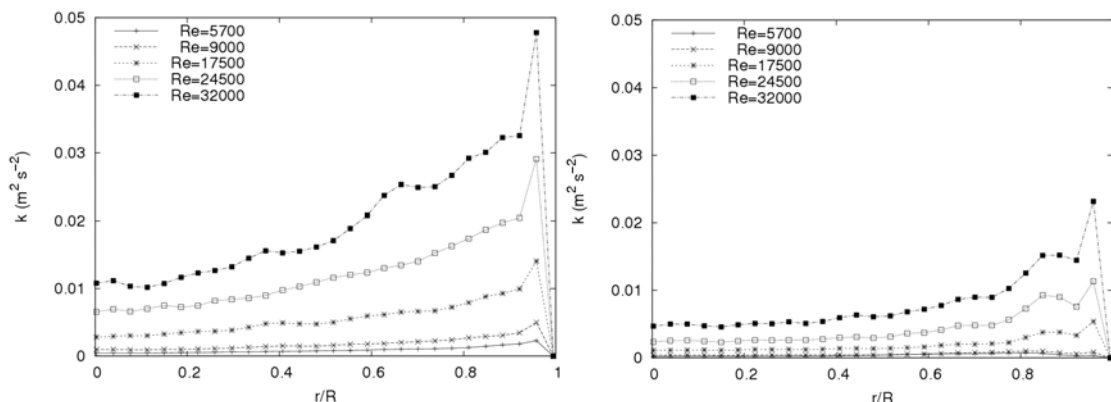 0.05
0.04
0.03
0.02
0.01
0
k (m² s⁻²)
Re=5700
Re=9000
Re=17500
Re=24500
Re=32000
0 0.2 0.4 0.6 0.8 1
r/R
0.05
0.04
0.03
0.02
0.01
0
k (m² s⁻²)
Re=5700
Re=9000
Re=17500
Re=24500
Re=32000
0 0.2 0.4 0.6 0.8
r/R